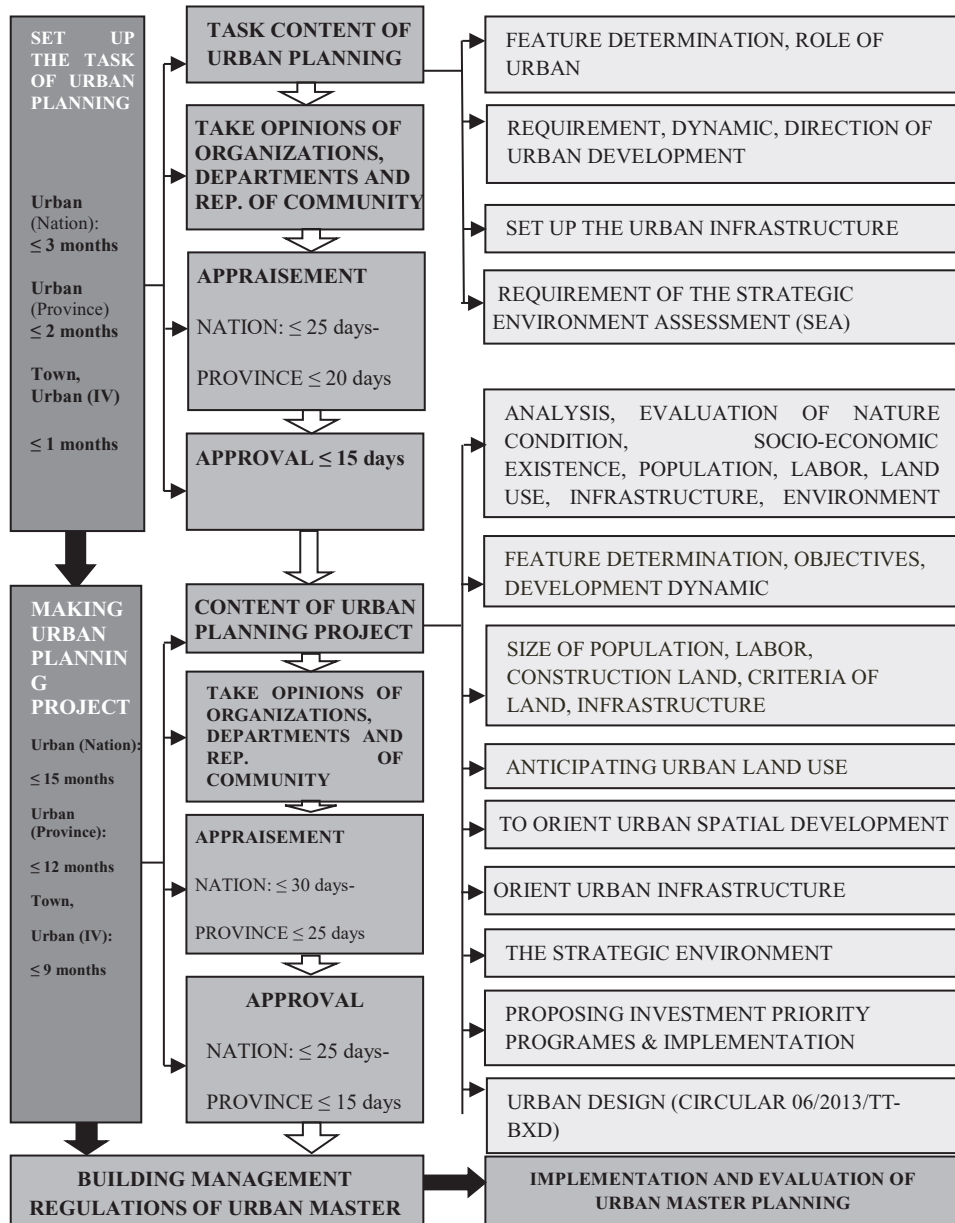 SET UP
THE TASK
OF URBAN
PLANNING
Urban
(Nation):
≤ 3 months
Urban
(Province)
≤ 2 months
Town,
Urban (IV)
≤ 1 months
TASK CONTENT OF
URBAN PLANNING
TAKE OPINIONS OF
ORGANIZATIONS,
DEPARTMENTS AND
REP. OF COMMUNITY
APPRAISEMENT
NATION: ≤ 25 days-
PROVINCE ≤ 20 days
APPROVAL ≤ 15 days
FEATURE DETERMINATION, ROLE OF
URBAN
REQUIREMENT, DYNAMIC, DIRECTION OF
URBAN DEVELOPMENT
SET UP THE URBAN INFRASTRUCTURE
REQUIREMENT OF THE STRATEGIC
ENVIRONMENT ASSESSMENT (SEA)
MAKING
URBAN
PLANNIN
G
PROJECT
Urban (Nation):
≤ 15 months
Urban
(Province):
≤ 12 months
Town,
Urban (IV):
≤ 9 months
CONTENT OF URBAN
PLANNING PROJECT
TAKE OPINIONS OF
ORGANIZATIONS,
DEPARTMENTS AND
REP. OF
COMMUNITY
APPRAISEMENT
NATION: ≤ 30 days-
PROVINCE ≤ 25 days
APPROVAL
NATION: ≤ 25 days-
PROVINCE ≤ 15 days
ANALYSIS, EVALUATION OF NATURE
CONDITION, SOCIO-ECONOMIC
EXISTENCE, POPULATION, LABOR, LAND
USE, INFRASTRUCTURE, ENVIRONMENT
FEATURE DETERMINATION, OBJECTIVES,
DEVELOPMENT DYNAMIC
SIZE OF POPULATION, LABOR,
CONSTRUCTION LAND, CRITERIA OF
LAND, INFRASTRUCTURE
ANTICIPATING URBAN LAND USE
TO ORIENT URBAN SPATIAL DEVELOPMENT
ORIENT URBAN INFRASTRUCTURE
THE STRATEGIC ENVIRONMENT
PROPOSING INVESTMENT PRIORITY
PROGRAMES & IMPLEMENTATION
URBAN DESIGN (CIRCULAR 06/2013/TT-
BXD)
BUILDING MANAGEMENT
REGULATIONS OF URBAN MASTER
IMPLEMENTATION AND EVALUATION OF
URBAN MASTER PLANNING